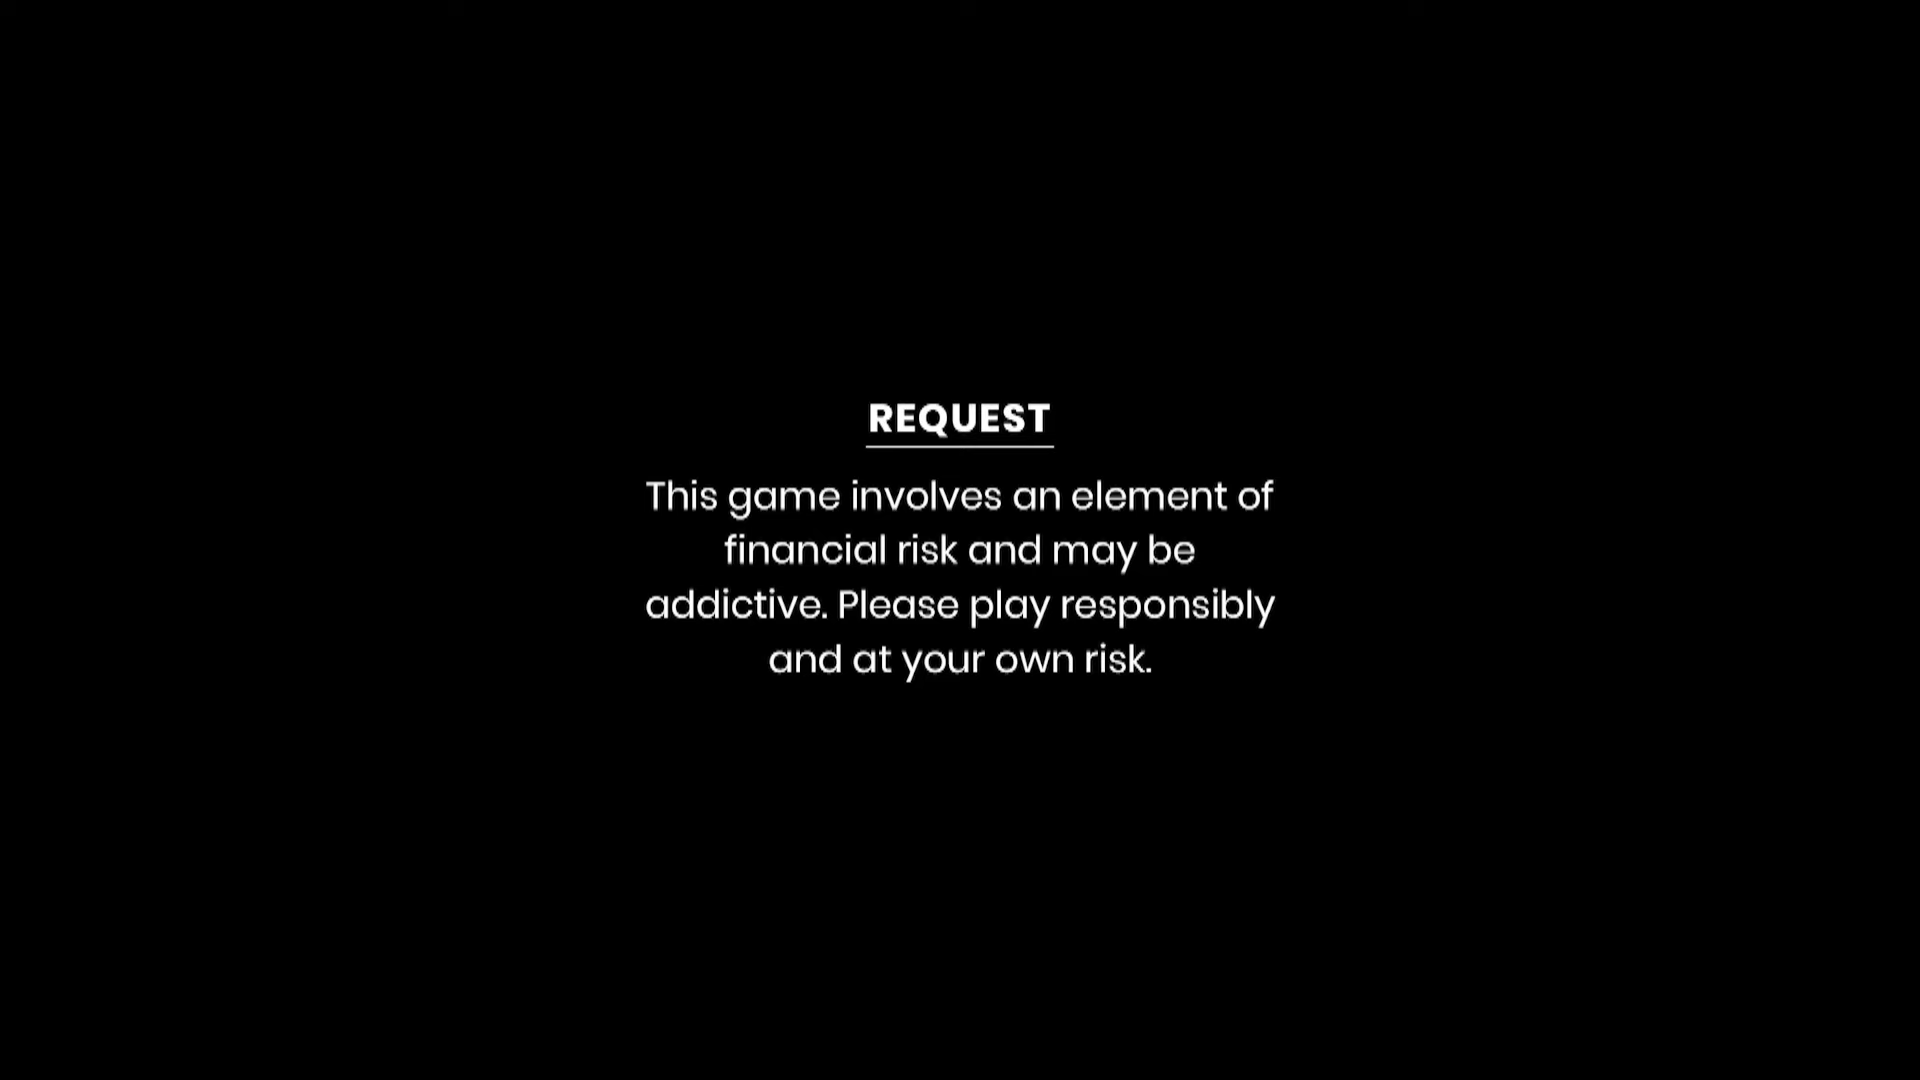 REQUEST
This game involves an element of
financial risk and may be
addictive. Please play responsibly
and at your own risk.